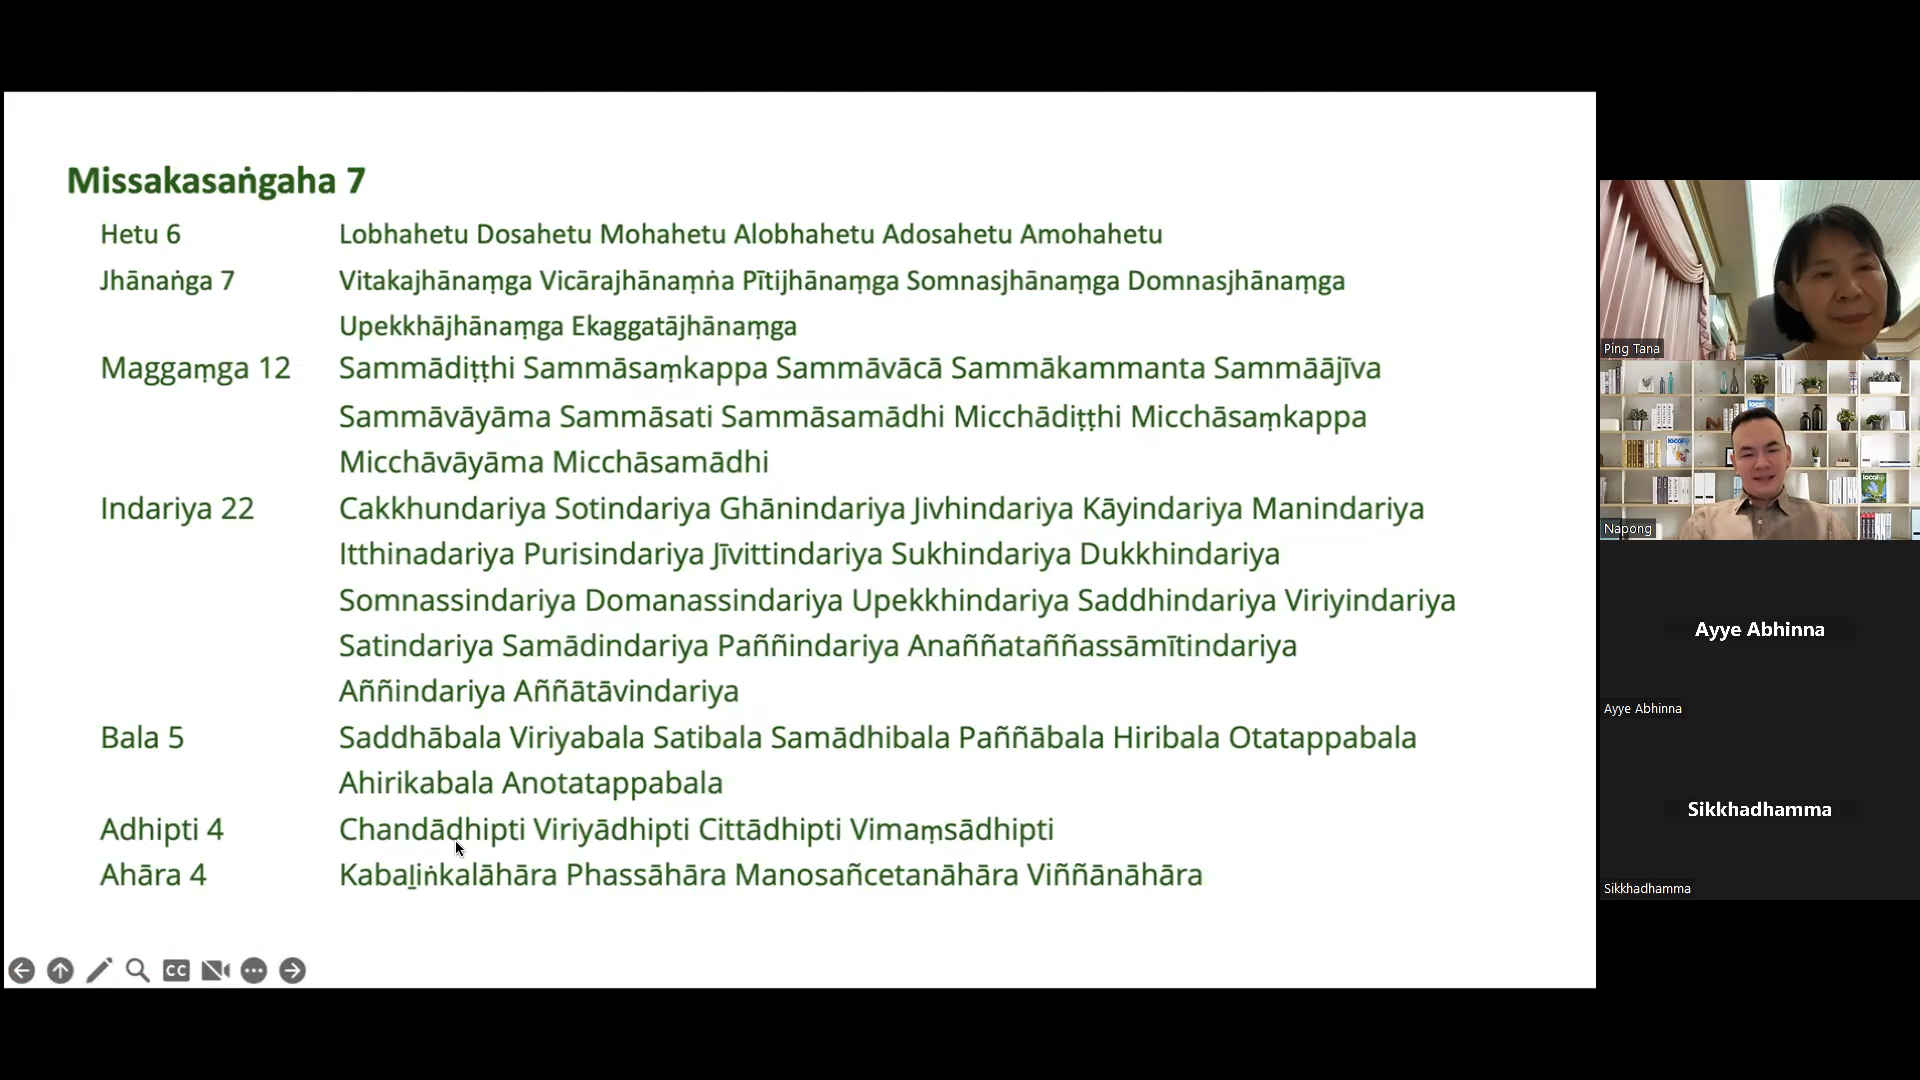 Missakasaṅgaha 7
Hetu 6 Lobhahetu Dosahetu Mohahetu Alobhahetu Adosahetu Amohahetu
Jhānaṅga 7 Vitakajhānaṃga Vicārajhānaṃṅa Pītijhānaṃga Somnasjhānaṃga Domnasjhānaṃga
Upekkhājhānaṃga Ekaggatājhānaṃga
Maggaṃga 12 Sammādiṭṭhi Sammāsaṃkappa Sammāvācā Sammākammanta Sammāājīva
Sammāvāyāma Sammāsati Sammāsamādhi Micchādiṭṭhi Micchāsaṃkappa
Micchāvāyāma Micchāsamādhi
Indariya 22 Cakkhundariya Sotindariya Ghānindariya Jivhindariya Kāyindariya Manindariya
Itthinadariya Purisindariya Jīvittindariya Sukhindariya Dukkhindariya
Somnassindariya Domanassindariya Upekkhindariya Saddhindariya Viriyindariya
Satindariya Samādindariya Paññindariya Anaññataññassāmītindariya
Aññindariya Aññātāvindariya
Bala 5 Saddhābala Viriyabala Satibala Samādhibala Paññābala Hiribala Otatappabala
Ahirikabala Anotatappabala
Adhipti 4 Chandādhipti Viriyādhipti Cittādhipti Vimaṃsādhipti
Ahāra 4 Kabaḻiṅkalāhāra Phassāhāra Manosañcetanāhāra Viññānāhāra
CC
Ping Tana
Napong
Ayye Abhinna
Ayye Abhinna
Sikkhadhamma
Sikkhadhamma